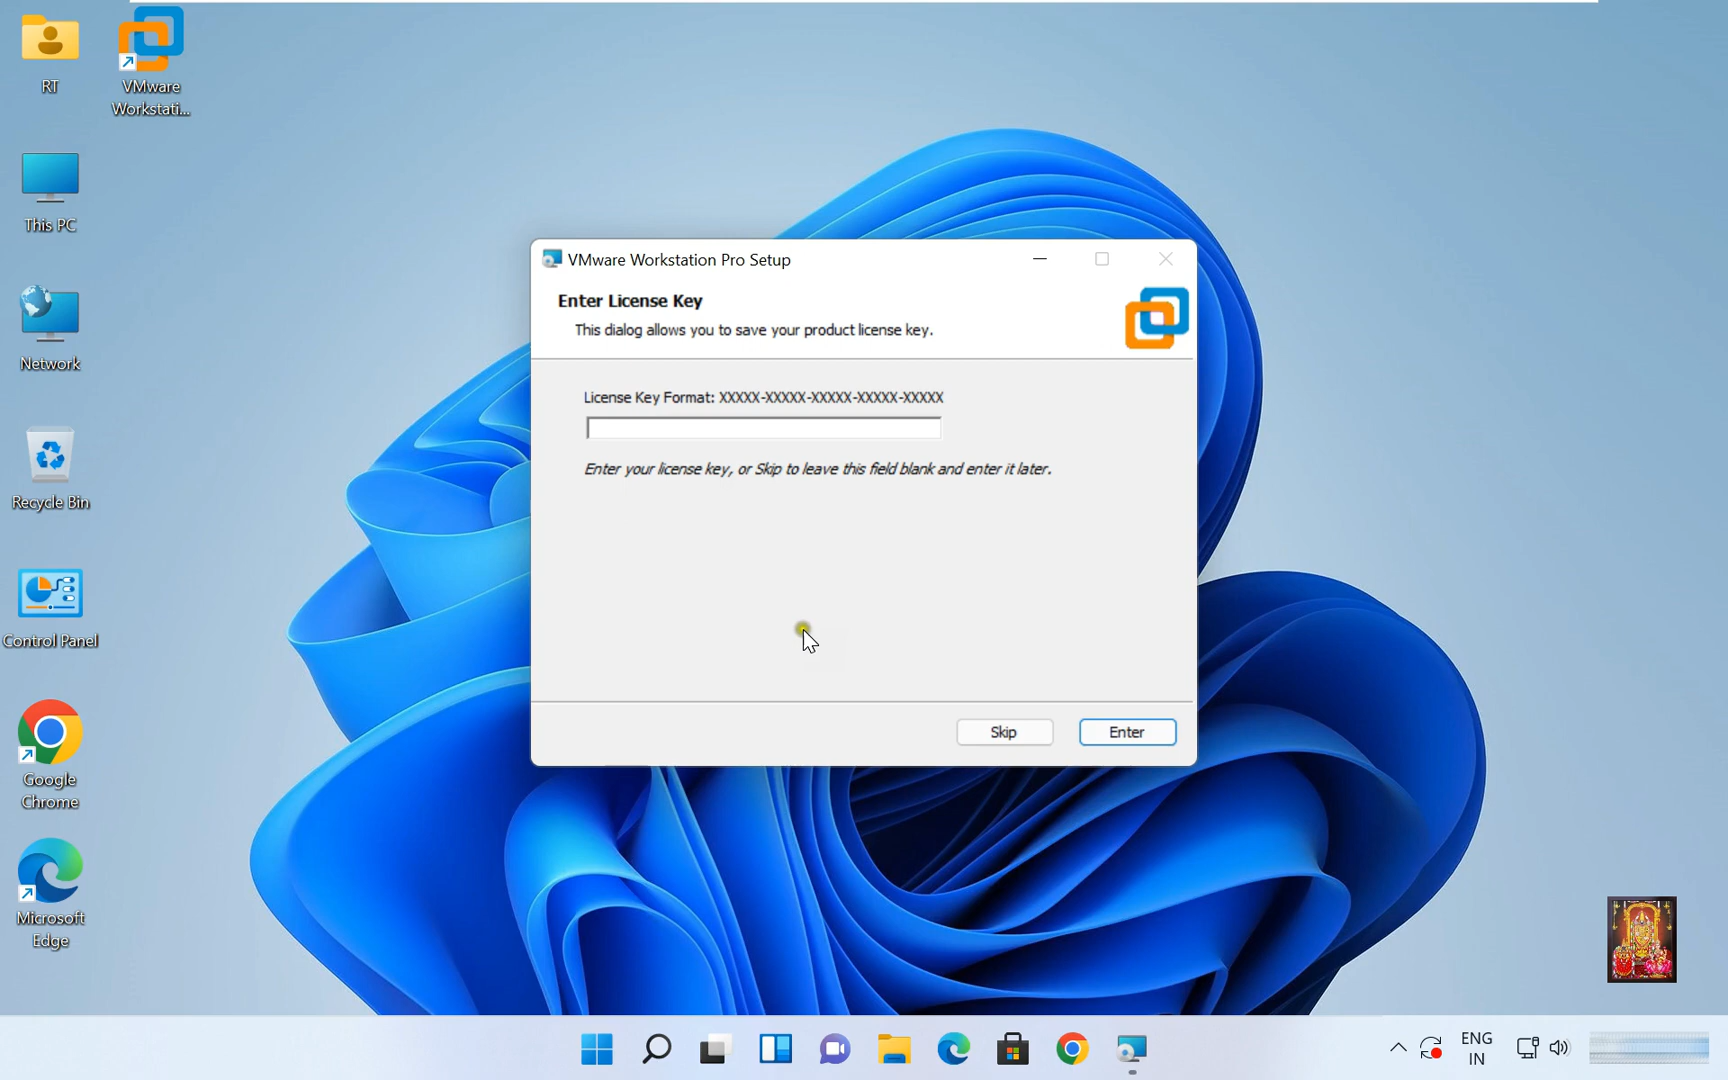 RT
VMware
Workstati...
This PC
Network
Recycle Bin
Control Panel
Google
Chrome
Microsoft
Edge
VMware Workstation Pro Setup
Enter License Key
This dialog allows you to save your product license key.
License Key Format: XXXXX-XXXXX-XXXXX-XXXXX-XXXXX
Enter your license key, or Skip to leave this field blank and enter it later.
Skip
Enter
ENG
IN